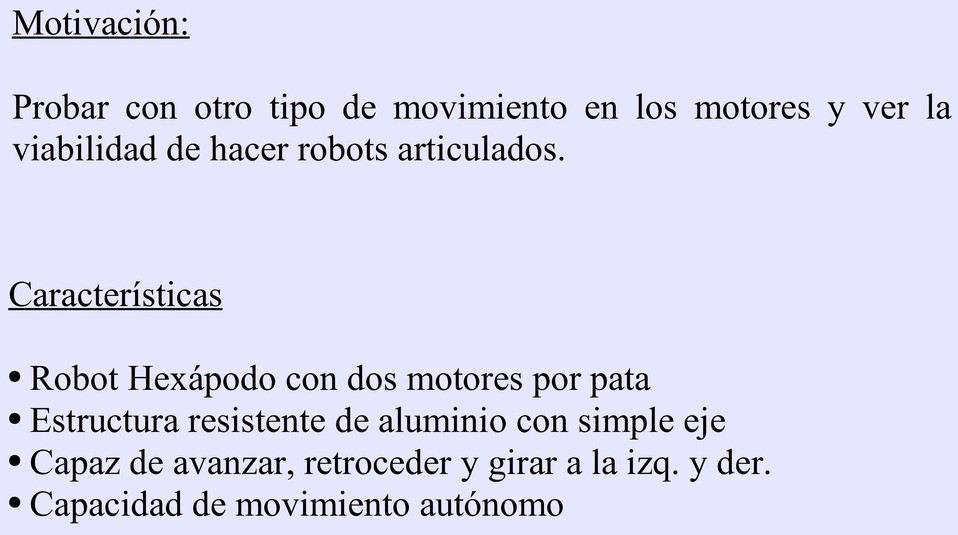 Motivación:
Probar con otro tipo de movimiento en los motores y ver la
viabilidad de hacer robots articulados.
Características
• Robot Hexápodo con dos motores por pata
• Estructura resistente de aluminio con simple eje
• Capaz de avanzar, retroceder y girar a la izq. y der.
• Capacidad de movimiento autónomo